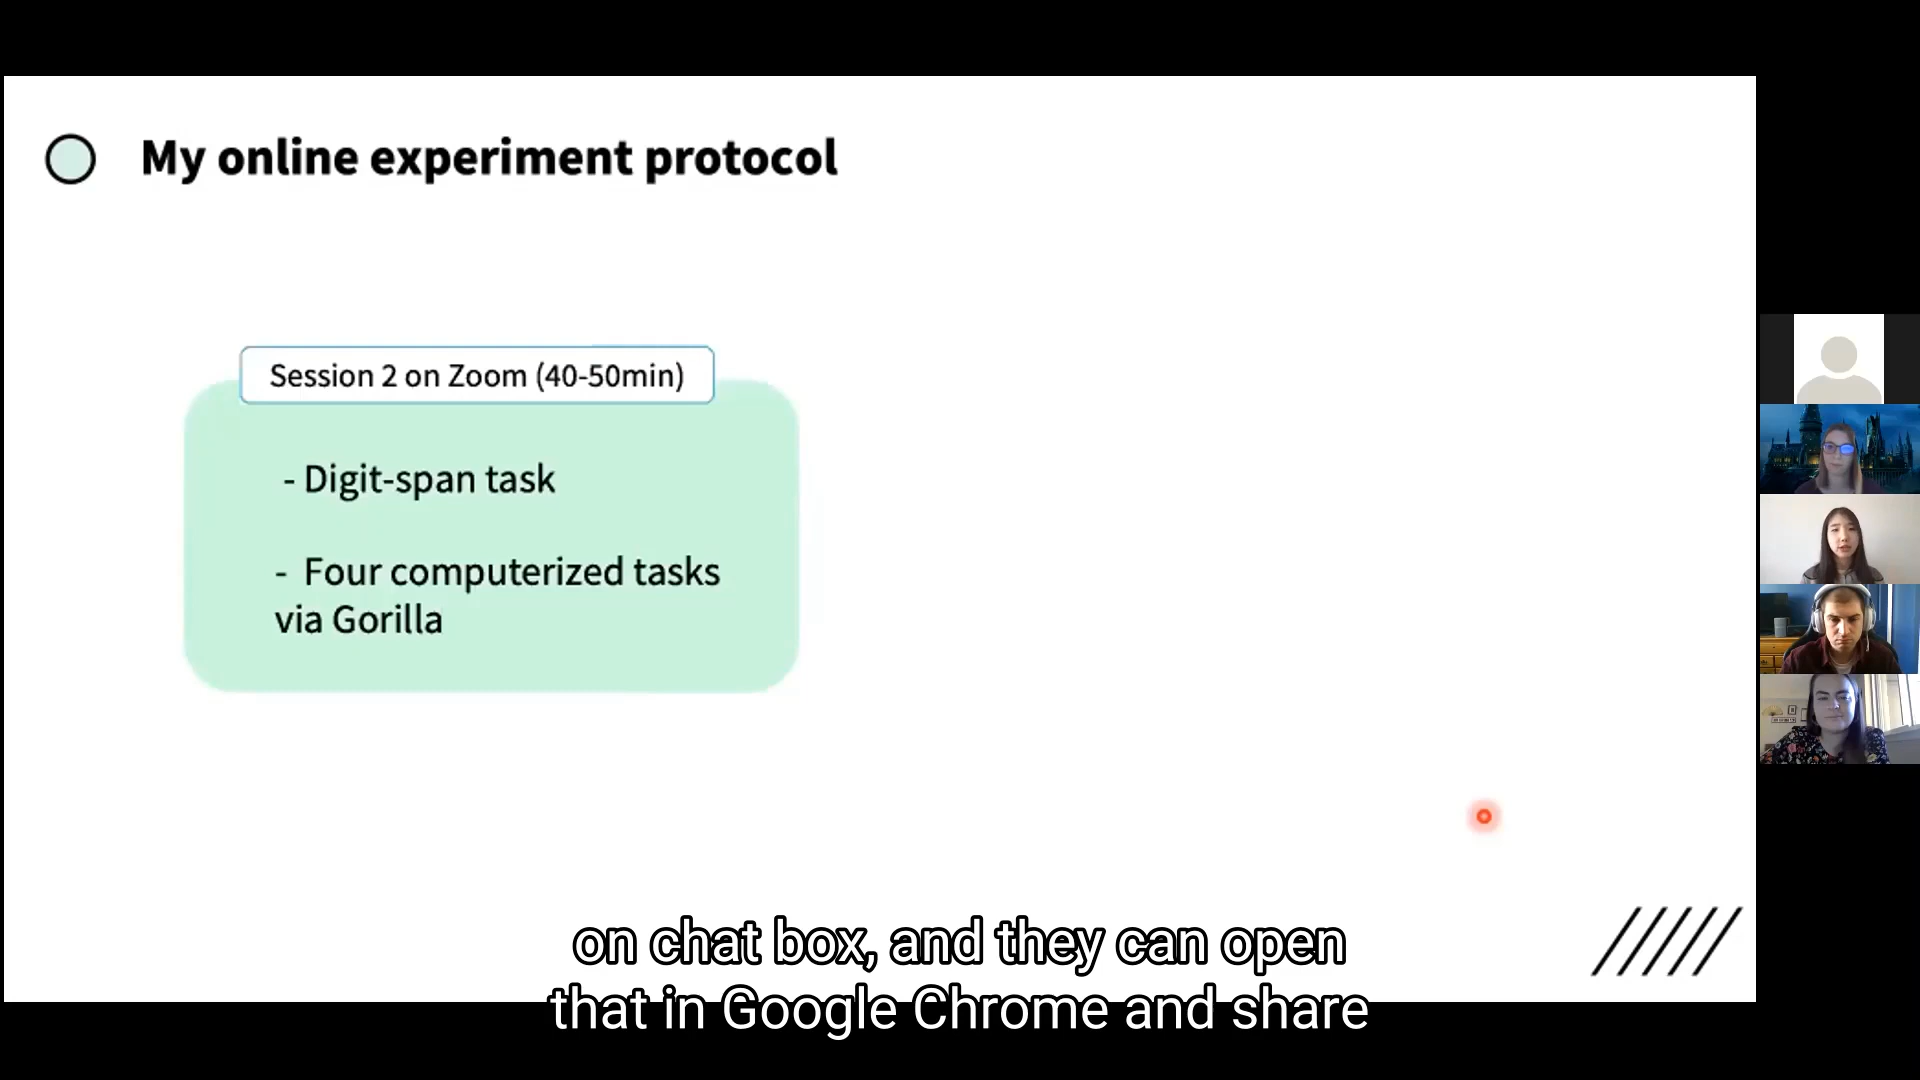 My online experiment protocol
Session 2 on Zoom (40-50min)
- Digit-span task
- Four computerized tasks
via Gorilla
on chat box, and they can open
that in Google Chrome and share